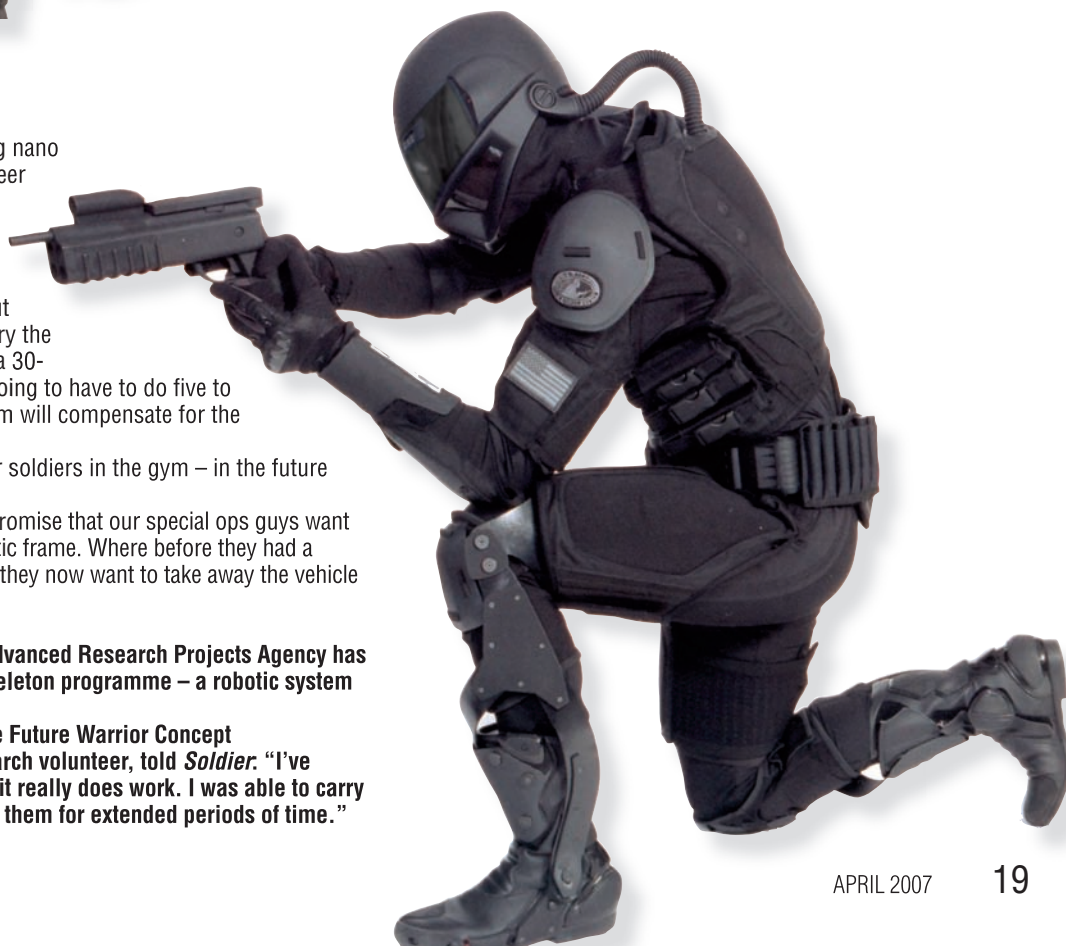 g nano
eer
ut
ry the
a 30-
oing to have to do five to
m will compensate for the
r soldiers in the gym – in the future
romise that our special ops guys want
tic frame. Where before they had a
they now want to take away the vehicle
dvanced Research Projects Agency has
eleton programme – a robotic system
e Future Warrior Concept
arch volunteer, told Soldier: “I’ve
it really does work. I was able to carry
them for extended periods of time.”
APRIL 2007 19